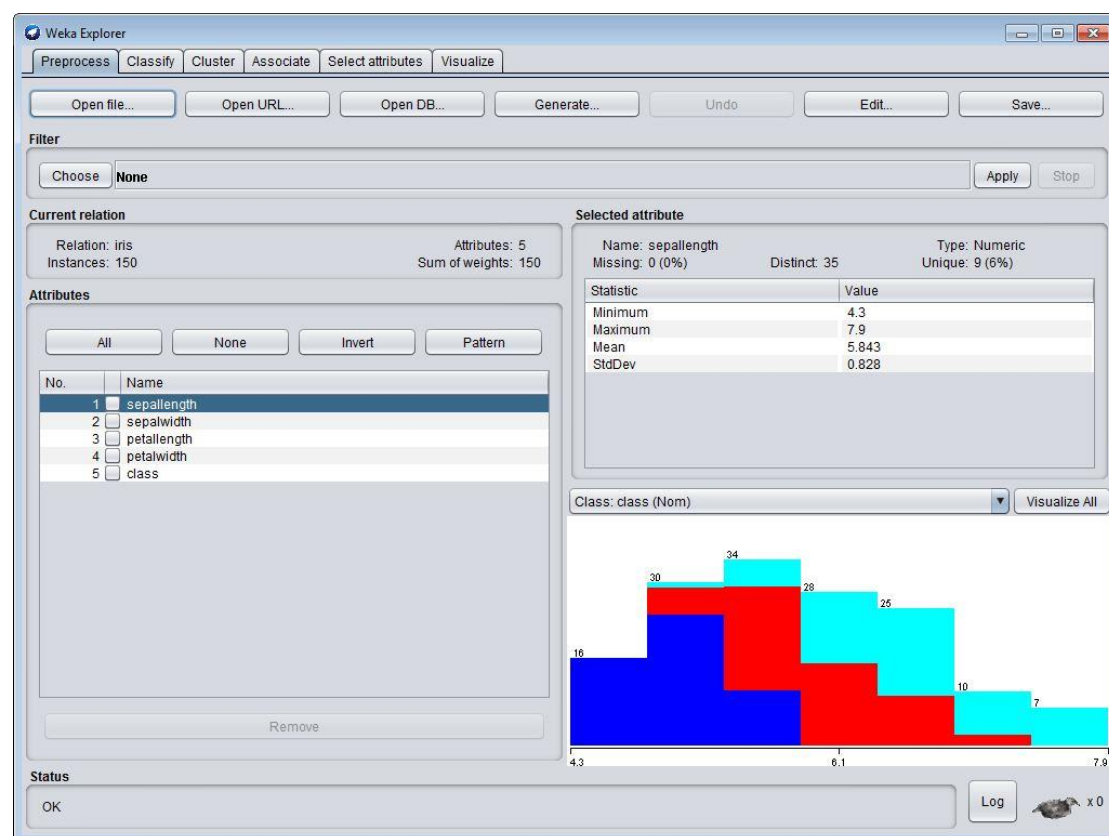 Weka Explorer
Preprocess Classify Cluster Associate Select attributes Visualize
Open file... Open URL... Open DB... Generate... Undo Edit... Save...
Filter
Choose None Apply Stop
Current relation
Relation: iris Attributes: 5
Instances: 150 Sum of weights: 150
Selected attribute
Name: sepallength Type: Numeric
Missing: 0 (0%) Distinct: 35 Unique: 9 (6%)
Statistic Value
Minimum 4.3
Maximum 7.9
Mean 5.843
StdDev 0.828
Attributes
All None Invert Pattern
No. Name
1 sepallength
2 sepalwidth
3 petallength
4 petalwidth
5 class
Remove
Class: class (Nom) Visualize All
16 30 34 28 25 10 7
4.3 6.1 7.9
Status
OK Log x 0